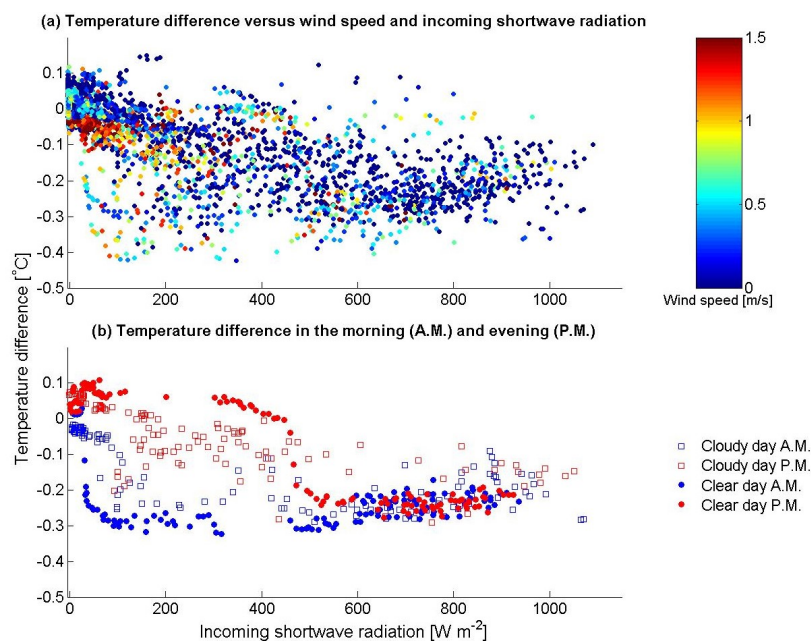 (a) Temperature difference versus wind speed and incoming shortwave radiation
0.1
0
-0.1
-0.2
-0.3
-0.4
-0.5
0 200 400 600 800 1000
1.5
1
0.5
0
Wind speed [m/s]
Temperature difference [°C]
(b) Temperature difference in the morning (A.M.) and evening (P.M.)
0.1
0
-0.1
-0.2
-0.3
-0.4
-0.5
0 200 400 600 800 1000
Incoming shortwave radiation [W m-2]
Cloudy day A.M.
Cloudy day P.M.
Clear day A.M.
Clear day P.M.